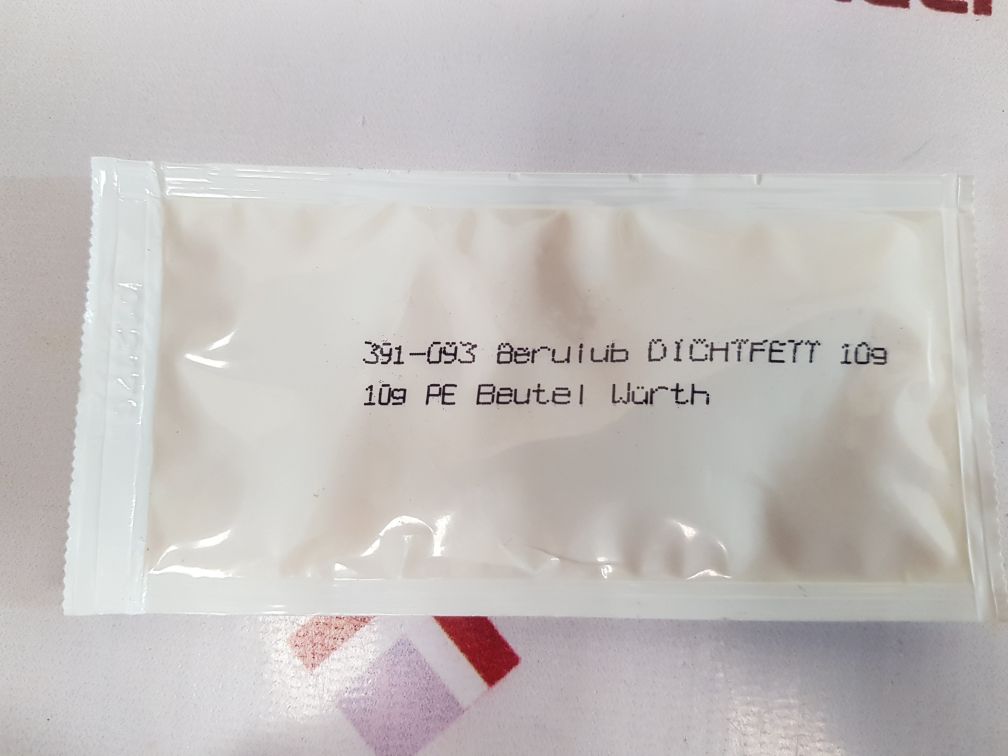 391-093 Berulub DICHTFETT 10g
10g PE Beutel Würth